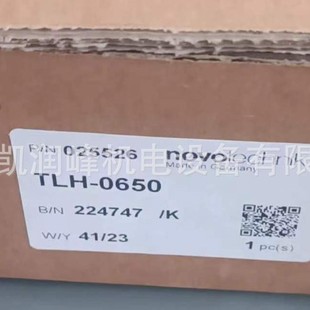 P/N 026526 novotechnik
Made in Germany
凯润峰机电设备有限
TLH-0650
B/N 224747 /K
W/Y 41/23
1 pc(s)